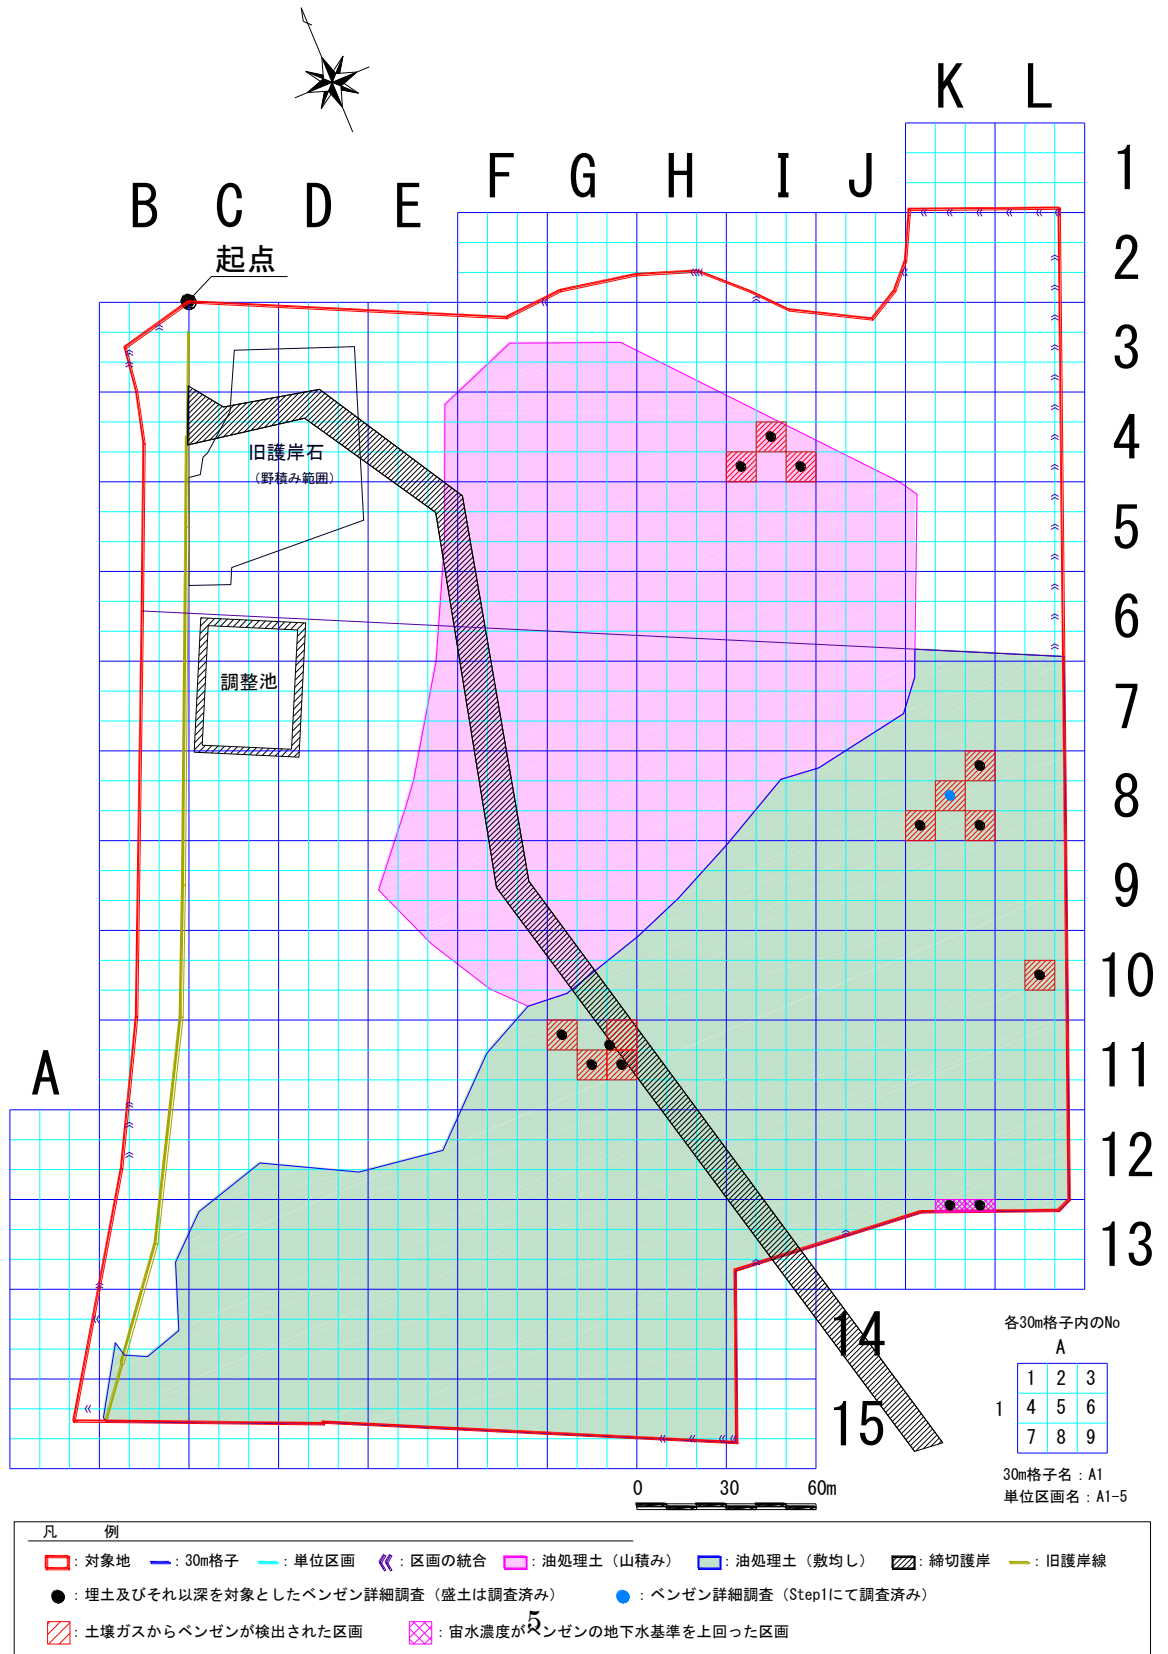 K L
1
F G H I J
B C D E
2
起点
3
4
旧護岸石
（野積み範囲）
5
6
調整池
7
8
9
10
A
11
12
13
14
各30m格子内のNo
A
1 2 3
1 4 5 6
7 8 9
15
30m格子名：A1
単位区画名：A1-5
0 30 60m
凡 例
：対象地 ：30m格子 ：単位区画 ：区画の統合 ：油処理土（山積み） ：油処理土（敷均し） ：締切護岸 ：旧護岸線
：埋土及びそれ以深を対象としたベンゼン詳細調査（盛土は調査済み） ：ベンゼン詳細調査（Step1にて調査済み）
：土壌ガスからベンゼンが検出された区画 ：宙水濃度がベンゼンの地下水基準を上回った区画
5